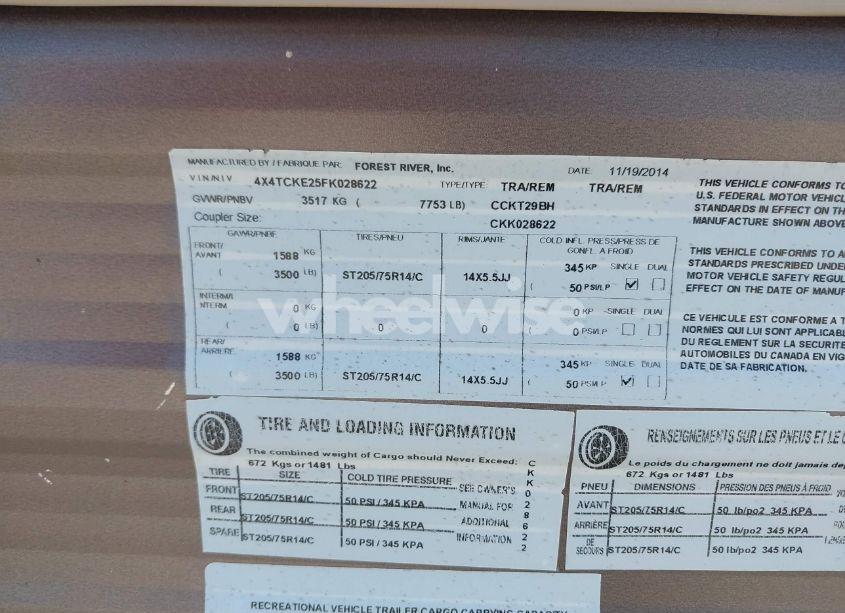 MANUFACTURED BY / FABRIQUE PAR: FOREST RIVER, Inc. DATE: 11/19/2014
VIN/NIV 4X4TCKE25FK028622 TYPE/TYPE: TRA/REM TRA/REM
GVWR/PNBV 3517 KG ( 7753 LB) CCKT29BH
Coupler Size: CKK028622
GAWR/PNBE TIRES/PNEU RIMS/JANTE COLD INFL. PRESS/PRESS DE GONFL. A FROID
FRONT/ AVANT 1588 KG 345 KP SINGLE DUAL
( 3500 LB) ST205/75R14/C 14X5.5JJ ( 50 PSI/LP
INTERM/I NTERM 0 KG 0 KP SINGLE DUAL
( 0 LB) 0 0 ( 0 PSI/LP
REAR/ ARRIÈRE 1588 KG 345 KP SINGLE DUAL
( 3500 LB) ST205/75R14/C 14X5.5JJ ( 50 PSI/LP
THIS VEHICLE CONFORMS TO
U.S. FEDERAL MOTOR VEHICL
STANDARDS IN EFFECT ON THE
MANUFACTURE SHOWN ABOVE
THIS VEHICLE CONFORMS TO A
STANDARDS PRESCRIBED UNDER
MOTOR VEHICLE SAFETY REGUL
EFFECT ON THE DATE OF MANUF
CE VEHICULE EST CONFORME A T
NORMES QUI LUI SONT APPLICABL
DU REGLEMENT SUR LA SECURITE
AUTOMOBILES DU CANADA EN VIG
DATE DE SA FABRICATION.
wheelwise
TIRE AND LOADING INFORMATION
The combined weight of Cargo should Never Exceed:
672 Kgs or 1481 Lbs
TIRE SIZE COLD TIRE PRESSURE SEE OWNER'S
FRONT ST205/75R14/C 50 PSI / 345 KPA MANUAL FOR
REAR ST205/75R14/C 50 PSI / 345 KPA ADDITIONAL
SPARE ST205/75R14/C 50 PSI / 345 KPA INFORMATION
CKK028622
RENSEIGNEMENTS SUR LES PNEUS ET LE C
Le poids du chargement ne doit jamais dep
672 Kgs or 1481 Lbs
PNEU DIMENSIONS PRESSION DES PNEUS À FROID
AVANT ST205/75R14/C 50 lb/po2 345 KPA
ARRIÈRE ST205/75R14/C 50 lb/po2 345 KPA
DE SECOURS ST205/75R14/C 50 lb/po2 345 KPA
RECREATIONAL VEHICLE TRAILER CARGO CARRYING CAPACITY